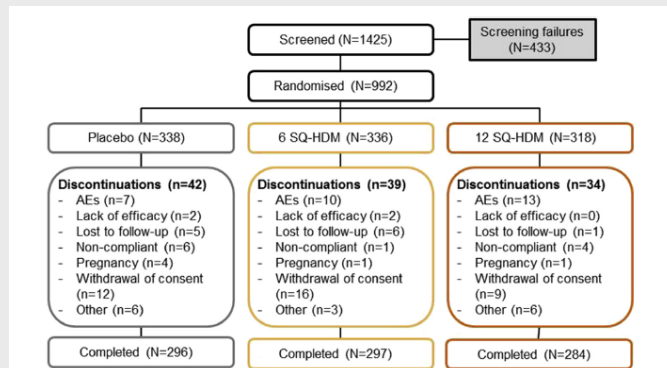 Screened (N=1425)
Screening failures
(N=433)
Randomised (N=992)
Placebo (N=338)
6 SQ-HDM (N=336)
12 SQ-HDM (N=318)
Discontinuations (n=42)
- AEs (n=7)
- Lack of efficacy (n=2)
- Lost to follow-up (n=5)
- Non-compliant (n=6)
- Pregnancy (n=4)
- Withdrawal of consent
(n=12)
- Other (n=6)
Discontinuations (n=39)
- AEs (n=10)
- Lack of efficacy (n=2)
- Lost to follow-up (n=6)
- Non-compliant (n=1)
- Pregnancy (n=1)
- Withdrawal of consent
(n=16)
- Other (n=3)
Discontinuations (n=34)
- AEs (n=13)
- Lack of efficacy (n=0)
- Lost to follow-up (n=1)
- Non-compliant (n=4)
- Pregnancy (n=1)
- Withdrawal of consent
(n=9)
- Other (n=6)
Completed (N=296)
Completed (N=297)
Completed (N=284)